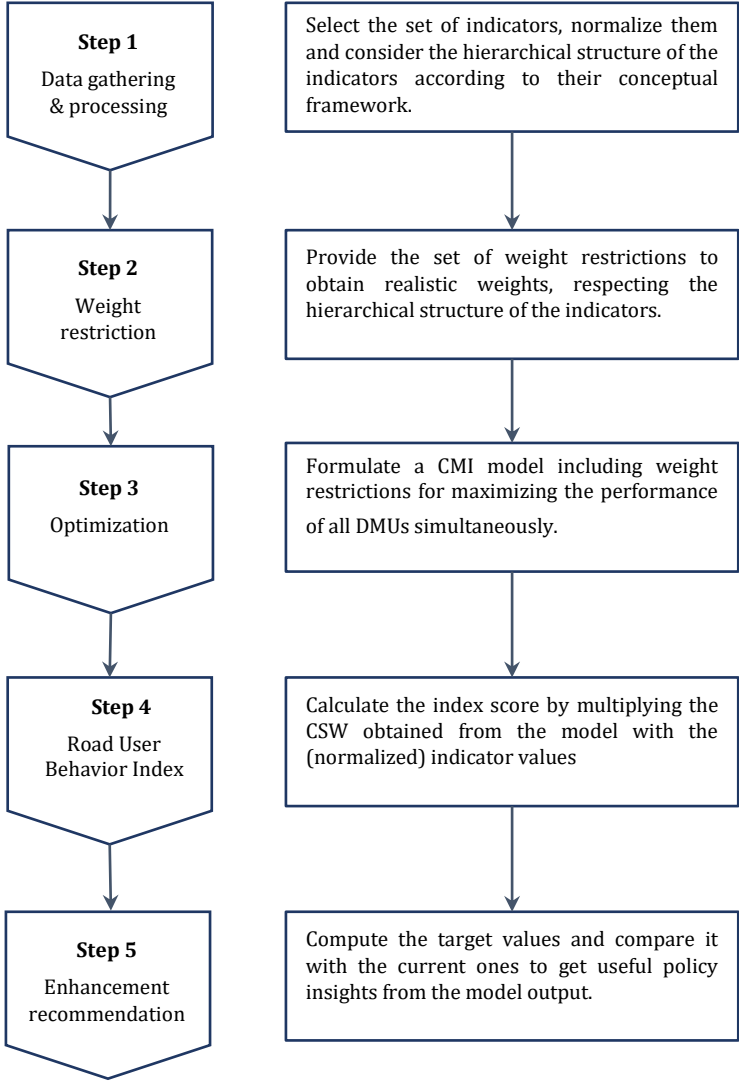 Step 1
Data gathering
& processing
Select the set of indicators, normalize them
and consider the hierarchical structure of the
indicators according to their conceptual
framework.
Step 2
Weight
restriction
Provide the set of weight restrictions to
obtain realistic weights, respecting the
hierarchical structure of the indicators.
Step 3
Optimization
Formulate a CMI model including weight
restrictions for maximizing the performance
of all DMUs simultaneously.
Step 4
Road User
Behavior Index
Calculate the index score by multiplying the
CSW obtained from the model with the
(normalized) indicator values
Step 5
Enhancement
recommendation
Compute the target values and compare it
with the current ones to get useful policy
insights from the model output.